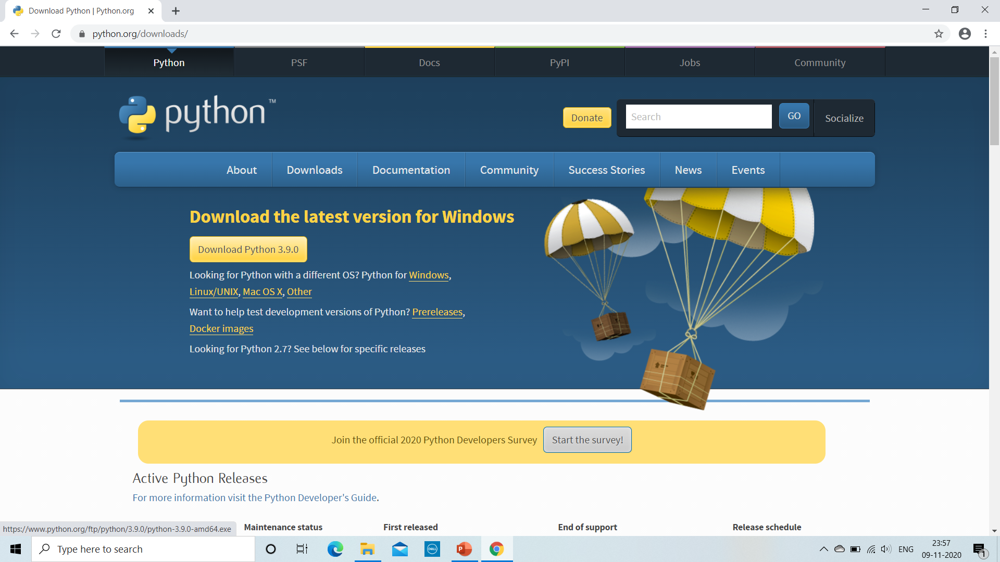 Download Python | Python.org
python.org/downloads/
Python PSF Docs PyPI Jobs Community
python™
Donate Search GO Socialize
About Downloads Documentation Community Success Stories News Events
Download the latest version for Windows
Download Python 3.9.0
Looking for Python with a different OS? Python for Windows,
Linux/UNIX, Mac OS X, Other
Want to help test development versions of Python? Prereleases,
Docker images
Looking for Python 2.7? See below for specific releases
Join the official 2020 Python Developers Survey Start the survey!
Active Python Releases
For more information visit the Python Developer's Guide.
Maintenance status First released End of support Release schedule
https://www.python.org/ftp/python/3.9.0/python-3.9.0-amd64.exe
Type here to search
DELL
P
ENG
23:57
09-11-2020
1